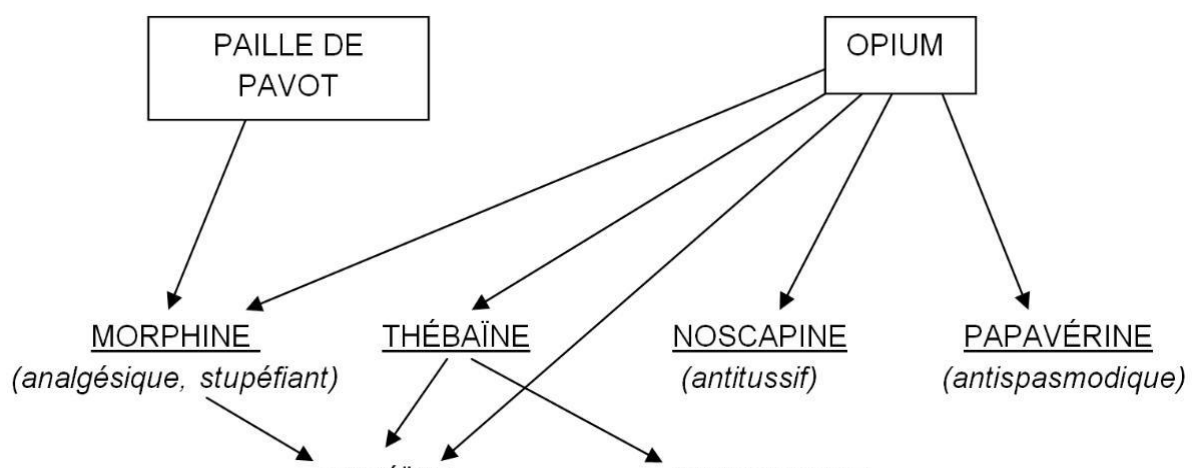 PAILLE DE
PAVOT
OPIUM
MORPHINE
THÉBAÏNE
NOSCAPINE
PAPAVÉRINE
(analgésique, stupéfiant)
(antitussif)
(antispasmodique)